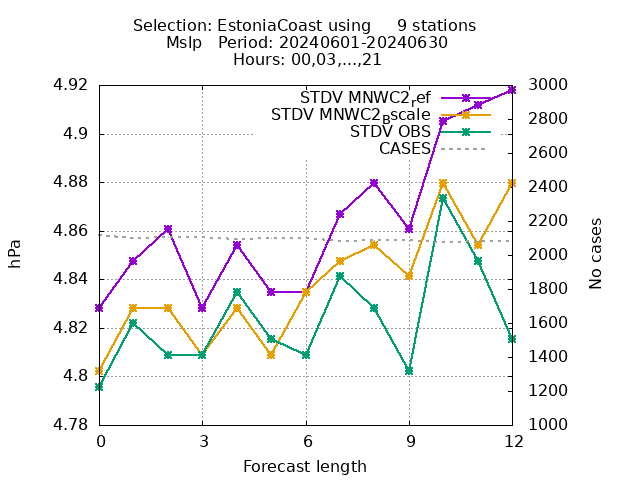 Selection: EstoniaCoast using 9 stations
Mslp Period: 20240601-20240630
Hours: 00,03,...,21
4.92 3000
STDV MNWC2ref
2800
STDV MNWC2Bscale
4.9 STDV OBS
2600
CASES
4.88 2400
2200
4.86
2000
hPa No cases
4.84 1800
4.82 1600
1400
4.8
1200
4.78 1000
0 3 6 9 12
Forecast length